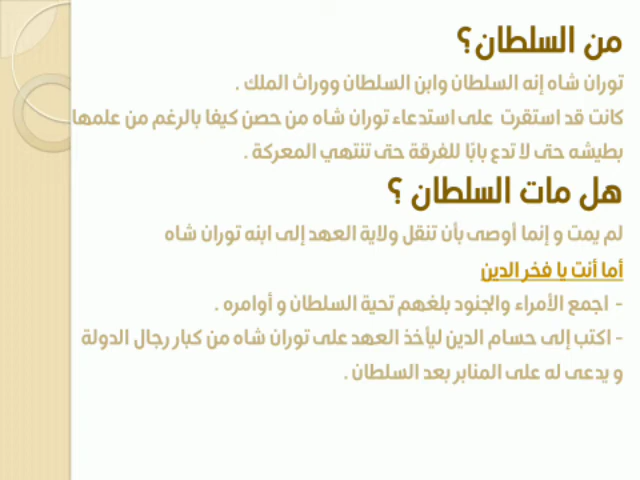 من السلطان؟
توران شاه إنه السلطان وابن السلطان ووراث الملك .
كانت قد استقرت على استدعاء توران شاه من حصن كيفا بالرغم من علمها
بطيشه حتى لا تدع بابًا للفرقة حتى تنتهي المعركة .
هل مات السلطان ؟
لم يمت و إنما أوصى بأن تنقل ولاية العهد إلى ابنه توران شاه
أما أنت يا فخر الدين
- اجمع الأمراء والجنود بلغهم تحية السلطان و أوامره .
- اكتب إلى حسام الدين ليأخذ العهد على توران شاه من كبار رجال الدولة
و يدعى له على المنابر بعد السلطان .